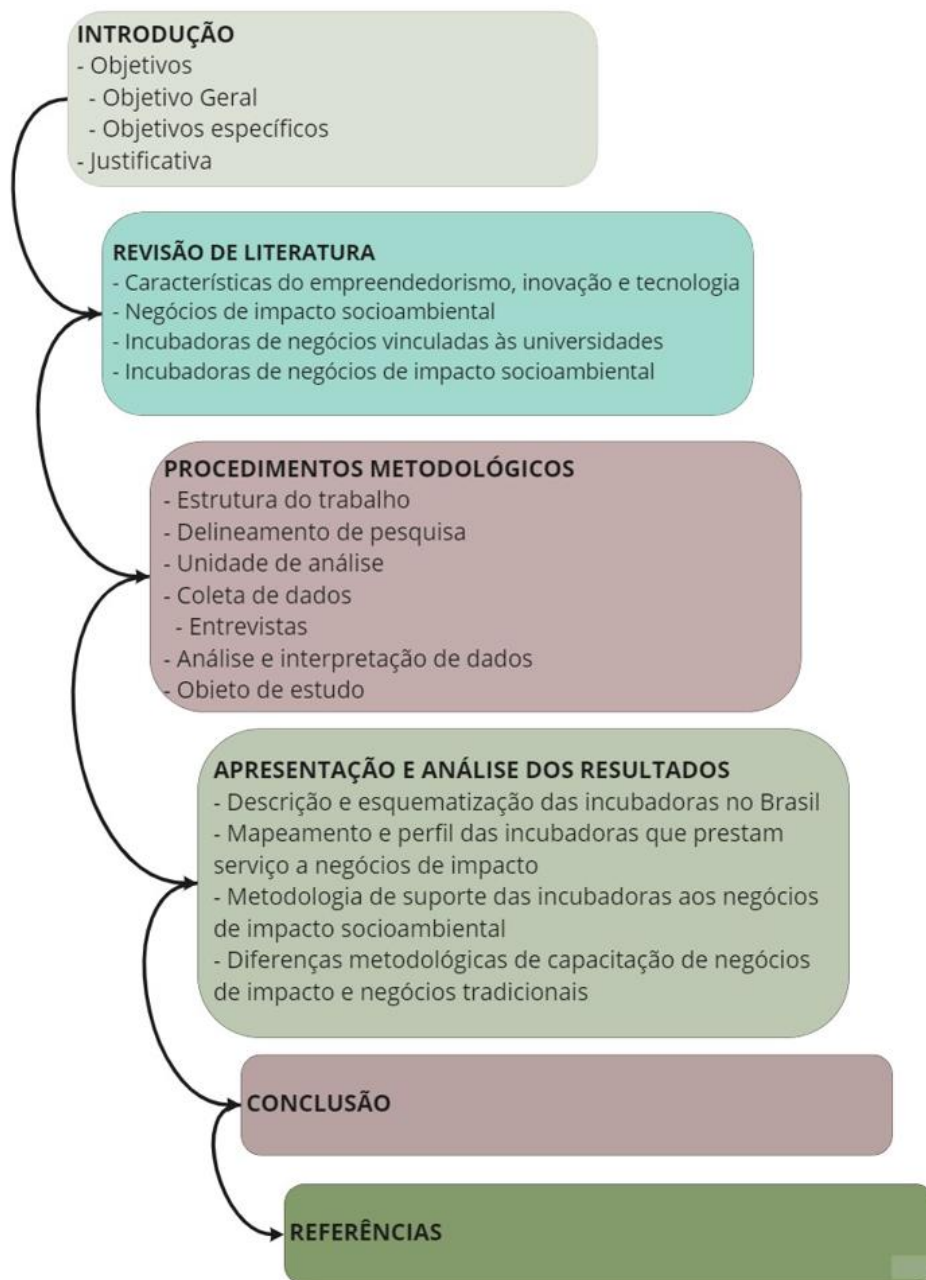 INTRODUÇÃO
- Objetivos
- Objetivo Geral
- Objetivos específicos
- Justificativa
REVISÃO DE LITERATURA
- Características do empreendedorismo, inovação e tecnologia
- Negócios de impacto socioambiental
- Incubadoras de negócios vinculadas às universidades
- Incubadoras de negócios de impacto socioambiental
PROCEDIMENTOS METODOLÓGICOS
- Estrutura do trabalho
- Delineamento de pesquisa
- Unidade de análise
- Coleta de dados
- Entrevistas
- Análise e interpretação de dados
- Objeto de estudo
APRESENTAÇÃO E ANÁLISE DOS RESULTADOS
- Descrição e esquematização das incubadoras no Brasil
- Mapeamento e perfil das incubadoras que prestam
serviço a negócios de impacto
- Metodologia de suporte das incubadoras aos negócios
de impacto socioambiental
- Diferenças metodológicas de capacitação de negócios
de impacto e negócios tradicionais
CONCLUSÃO
REFERÊNCIAS